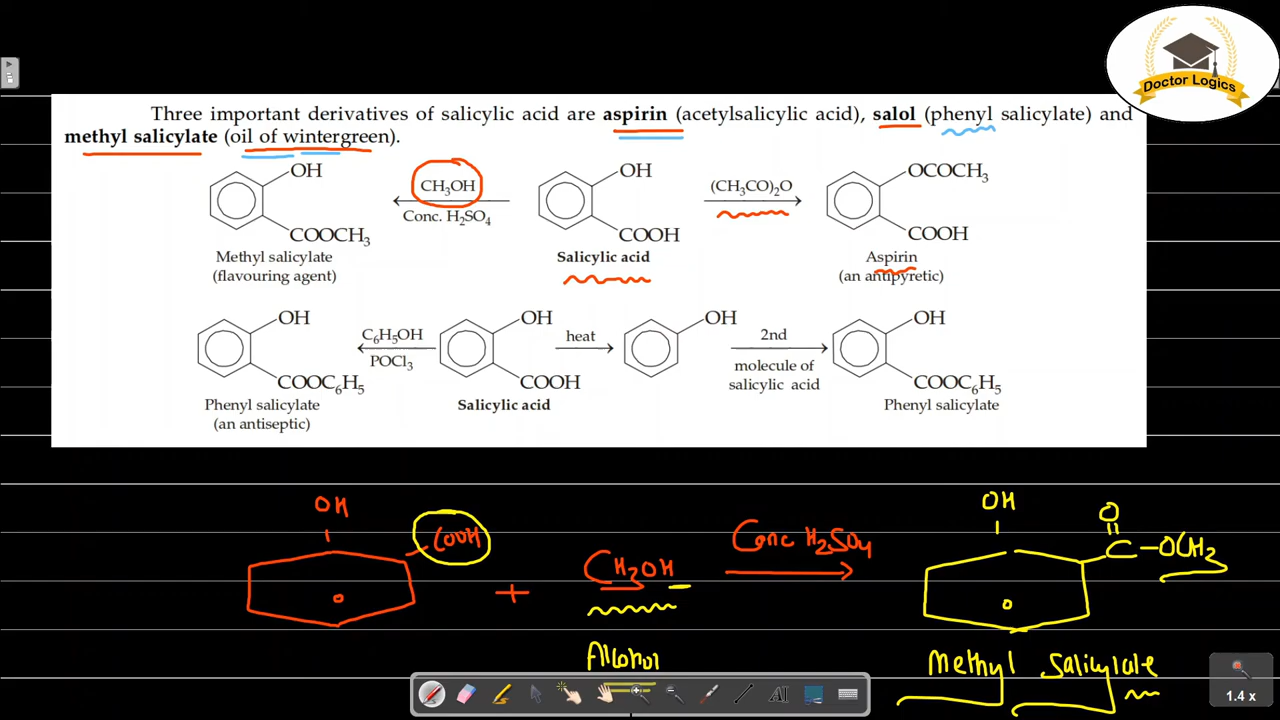 Doctor Logics
Three important derivatives of salicylic acid are aspirin (acetylsalicylic acid), salol (phenyl salicylate) and
methyl salicylate (oil of wintergreen).
OH CH₃OH OH (CH₃CO)₂O OCOCH₃
COOCH₃ Conc. H₂SO₄ COOH COOH
Methyl salicylate Salicylic acid Aspirin
(flavouring agent) (an antipyretic)
OH C₆H₅OH OH heat OH 2nd OH
COOC₆H₅ POCl₃ COOH molecule of COOC₆H₅
salicylic acid
Phenyl salicylate Salicylic acid Phenyl salicylate
(an antiseptic)
OH OH
COOH Conc H₂SO₄ O
+ CH₃OH C–OCH₃
Alcohol Methyl Salicylate
AI
1.4 x